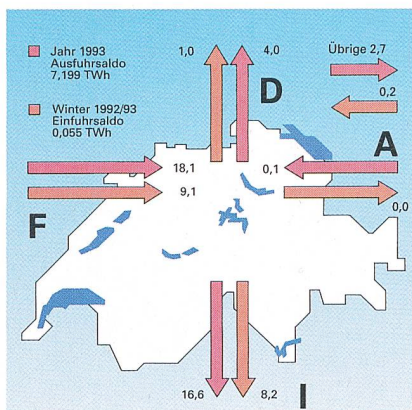 Jahr 1993
Ausfuhrsaldo
7,199 TWh
Winter 1992/93
Einfuhrsaldo
0,055 TWh
1,0
4,0
Übrige 2,7
0,2
D
A
18,1
0,1
9,1
0,0
F
16,6
8,2
I